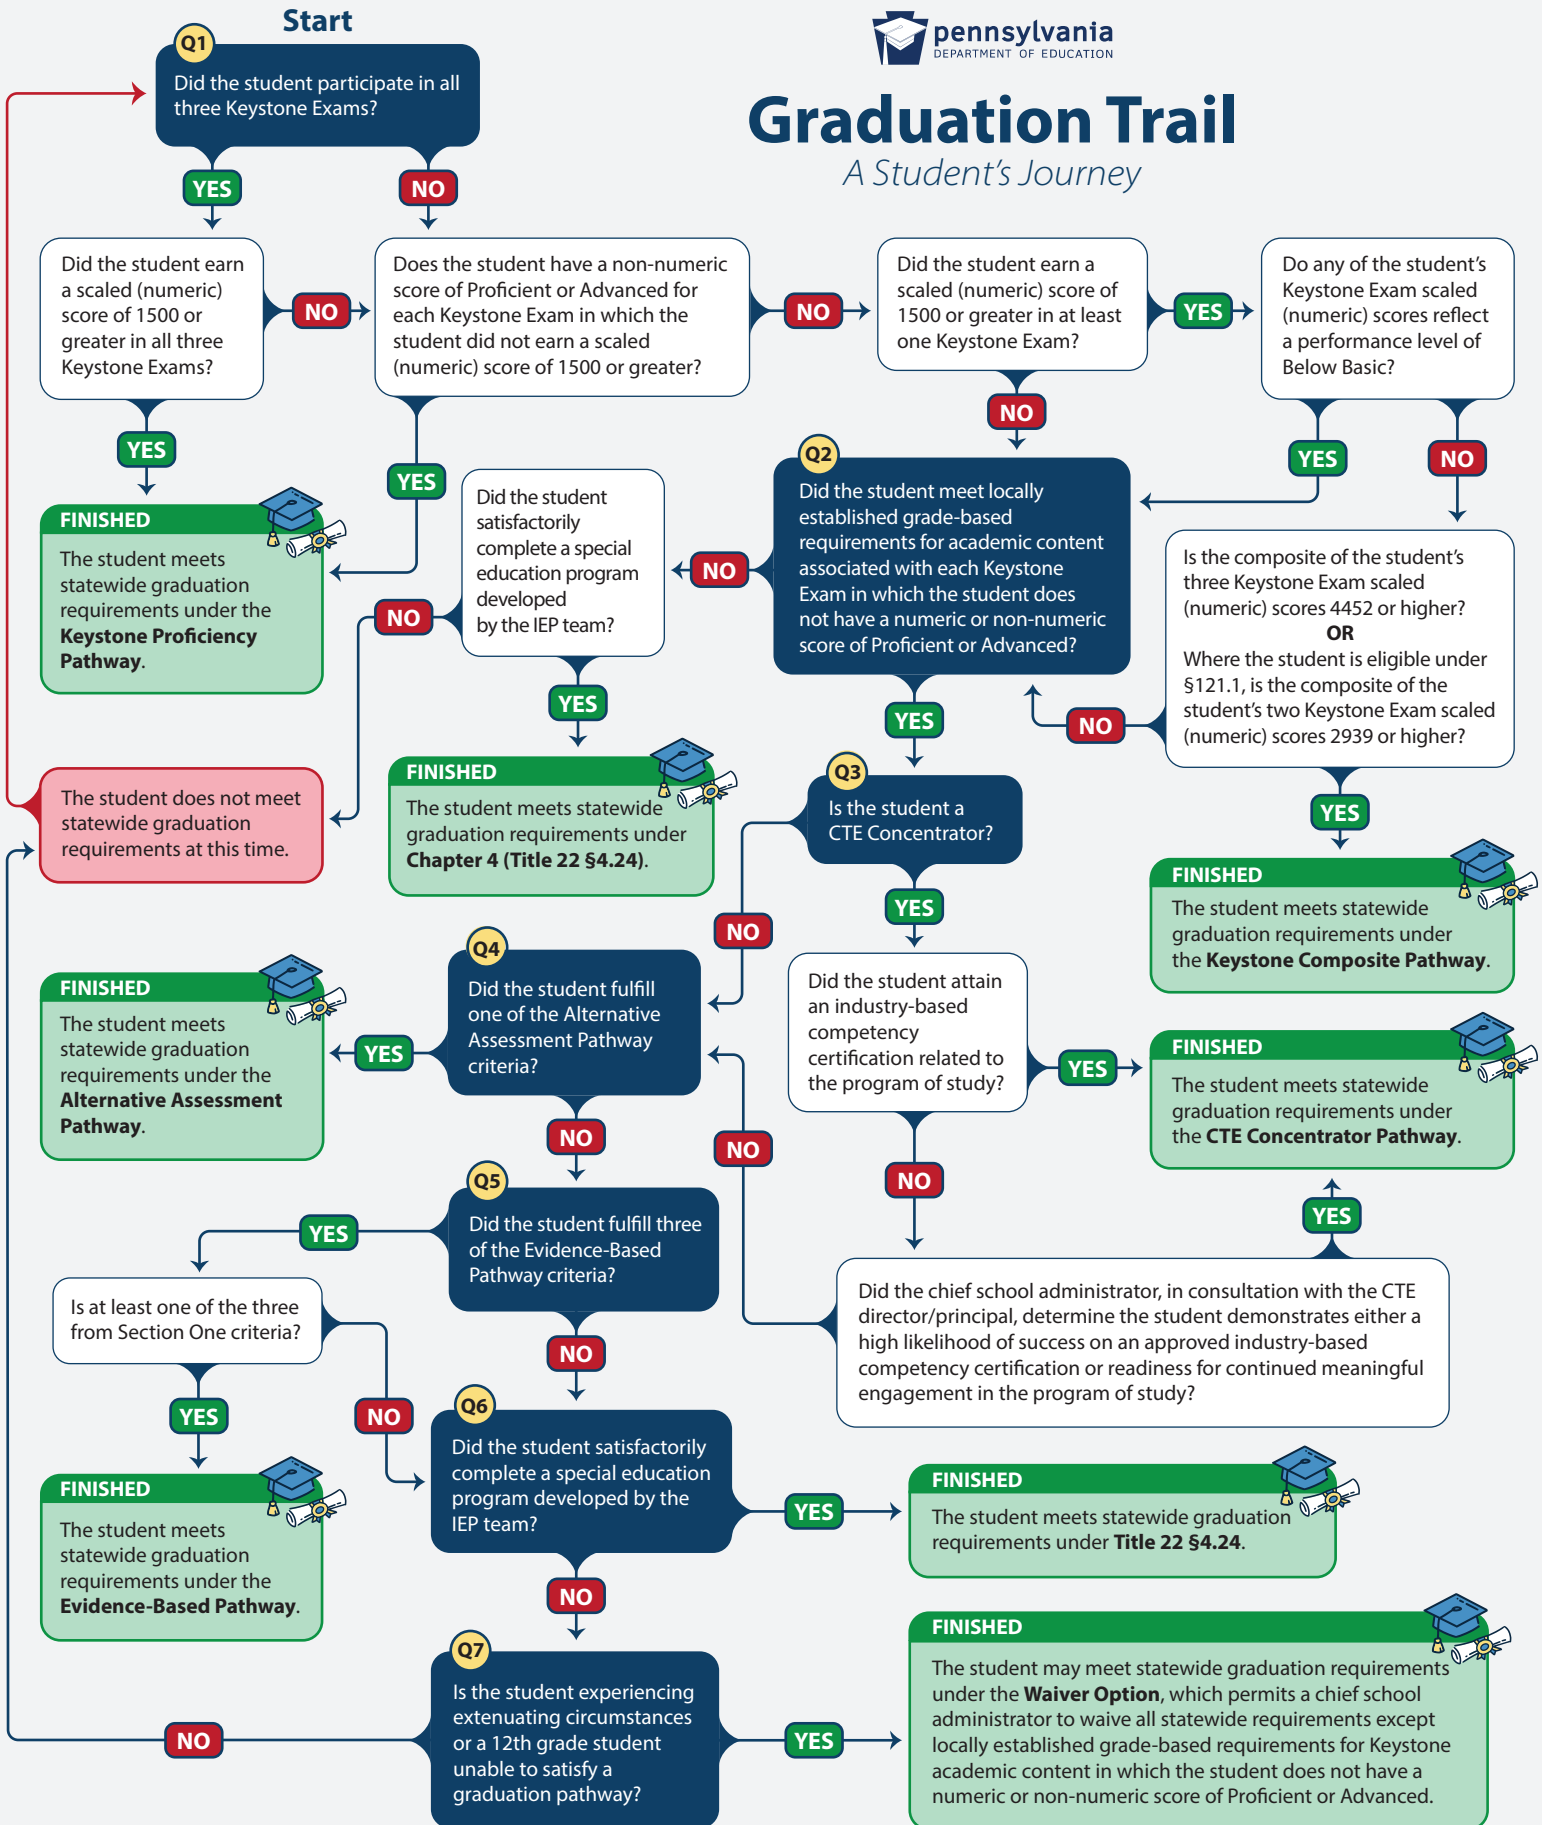 Start
pennsylvania
DEPARTMENT OF EDUCATION
Graduation Trail
A Student's Journey
Q1
Did the student participate in all
three Keystone Exams?
YES
NO
Did the student earn
a scaled (numeric)
score of 1500 or
greater in all three
Keystone Exams?
NO
Does the student have a non-numeric
score of Proficient or Advanced for
each Keystone Exam in which the
student did not earn a scaled
(numeric) score of 1500 or greater?
NO
Did the student earn a
scaled (numeric) score of
1500 or greater in at least
one Keystone Exam?
YES
Do any of the student's
Keystone Exam scaled
(numeric) scores reflect
a performance level of
Below Basic?
YES
YES
NO
YES
NO
FINISHED
The student meets
statewide graduation
requirements under the
Keystone Proficiency
Pathway.
Did the student
satisfactorily
complete a special
education program
developed
by the IEP team?
NO
YES
NO
Q2
Did the student meet locally
established grade-based
requirements for academic content
associated with each Keystone
Exam in which the student does
not have a numeric or non-numeric
score of Proficient or Advanced?
YES
Is the composite of the student's
three Keystone Exam scaled
(numeric) scores 4452 or higher?
OR
Where the student is eligible under
§121.1, is the composite of the
student's two Keystone Exam scaled
(numeric) scores 2939 or higher?
NO
YES
The student does not meet
statewide graduation
requirements at this time.
FINISHED
The student meets statewide
graduation requirements under
Chapter 4 (Title 22 §4.24).
Q3
Is the student a
CTE Concentrator?
NO
YES
FINISHED
The student meets statewide
graduation requirements under
the Keystone Composite Pathway.
FINISHED
The student meets
statewide graduation
requirements under the
Alternative Assessment
Pathway.
YES
Q4
Did the student fulfill
one of the Alternative
Assessment Pathway
criteria?
NO
Did the student attain
an industry-based
competency
certification related to
the program of study?
YES
NO
FINISHED
The student meets statewide
graduation requirements under
the CTE Concentrator Pathway.
YES
NO
Q5
Did the student fulfill three
of the Evidence-Based
Pathway criteria?
YES
NO
Is at least one of the three
from Section One criteria?
YES
NO
Did the chief school administrator, in consultation with the CTE
director/principal, determine the student demonstrates either a
high likelihood of success on an approved industry-based
competency certification or readiness for continued meaningful
engagement in the program of study?
FINISHED
The student meets
statewide graduation
requirements under the
Evidence-Based Pathway.
Q6
Did the student satisfactorily
complete a special education
program developed by the
IEP team?
YES
NO
FINISHED
The student meets statewide graduation
requirements under Title 22 §4.24.
Q7
Is the student experiencing
extenuating circumstances
or a 12th grade student
unable to satisfy a
graduation pathway?
NO
YES
FINISHED
The student may meet statewide graduation requirements
under the Waiver Option, which permits a chief school
administrator to waive all statewide requirements except
locally established grade-based requirements for Keystone
academic content in which the student does not have a
numeric or non-numeric score of Proficient or Advanced.